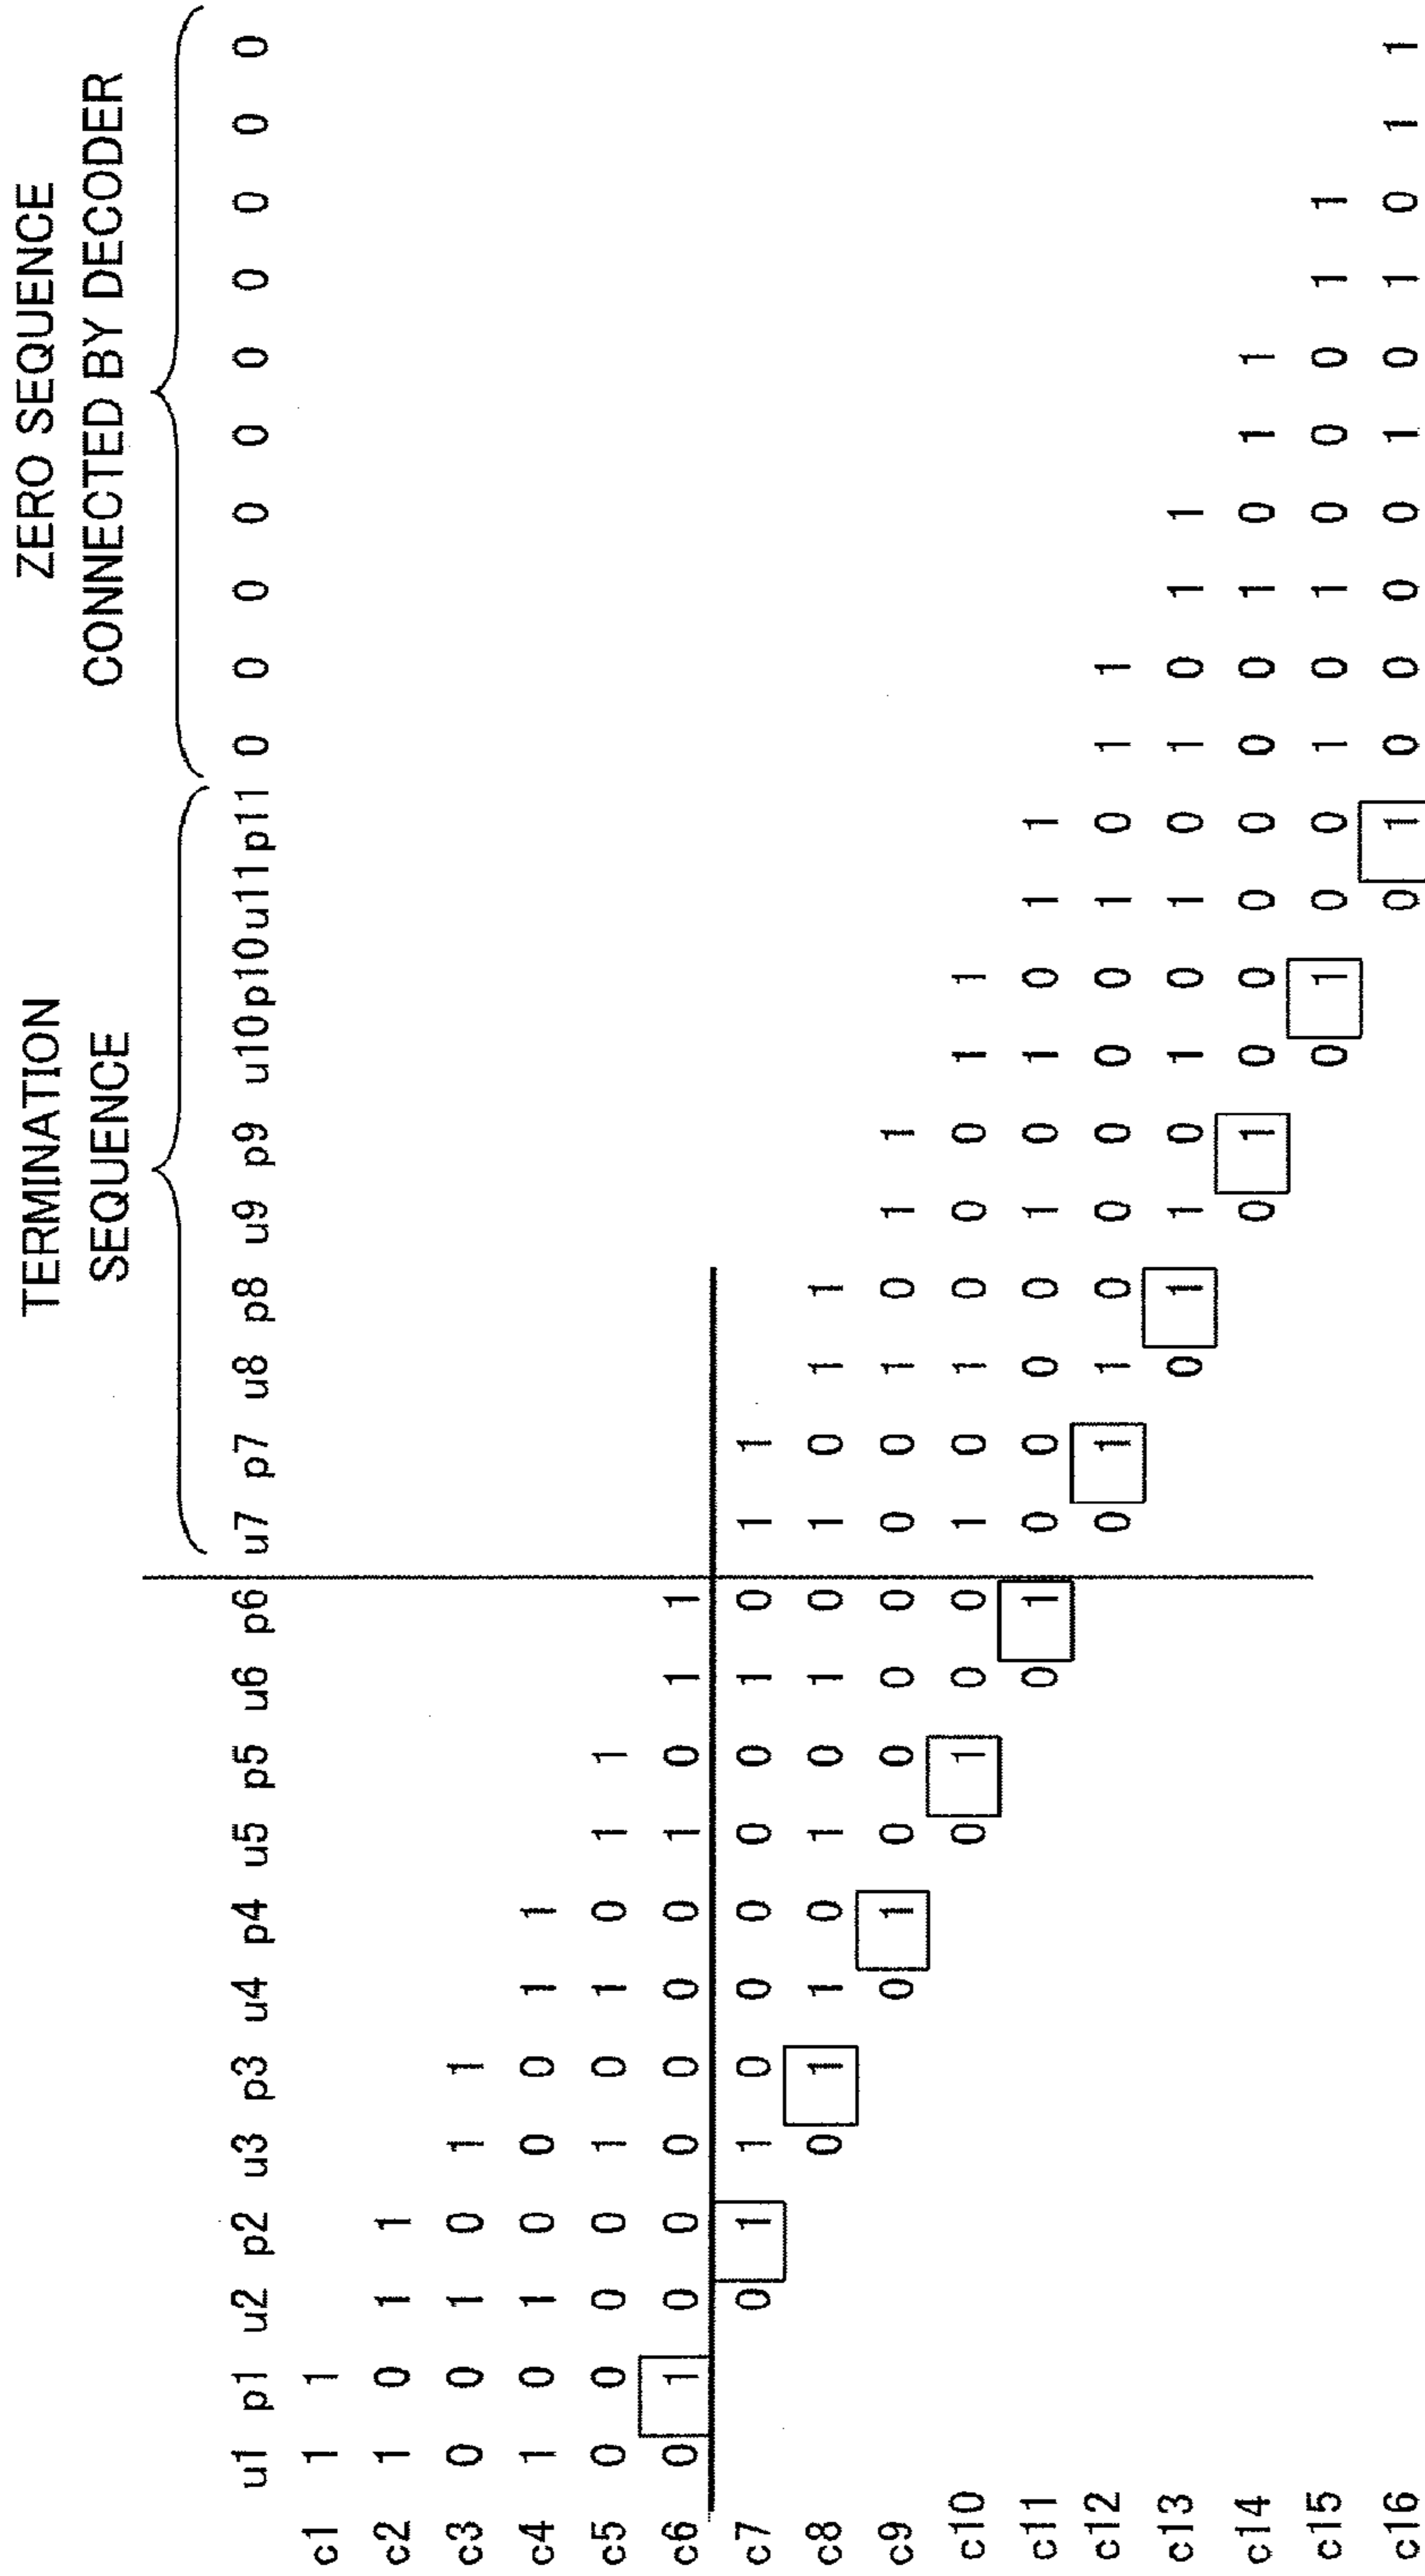 TERMINATION
SEQUENCE
ZERO SEQUENCE
CONNECTED BY DECODER
u1 p1 u2 p2 u3 p3 u4 p4 u5 p5 u6 p6 u7 p7 u8 p8 u9 p9 u10 p10 u11 p11 0 0 0 0 0 0 0 0 0 0
c1 1 1
c2 1 0 1 1
c3 0 0 1 0 1 1
c4 1 0 1 0 0 0 1 1
c5 0 0 0 0 1 0 1 0 1 1
c6 0 1 0 0 0 0 0 0 1 0 1 1
c7 0 1 1 0 0 0 0 0 1 0 1 1
c8 0 1 1 0 1 0 1 0 1 0 1 1
c9 0 1 0 0 0 0 0 0 1 0 1 1
c10 0 1 0 0 1 0 1 0 0 0 1 1
c11 0 1 0 0 0 0 1 0 1 0 1 1
c12 0 1 1 0 0 0 0 0 1 0 1 1
c13 0 1 1 0 1 0 1 0 1 0 1 1
c14 0 1 0 0 0 0 0 0 1 0 1 1
c15 0 1 0 0 1 0 1 0 0 0 1 1
c16 0 1 0 0 0 0 1 0 1 0 1 1